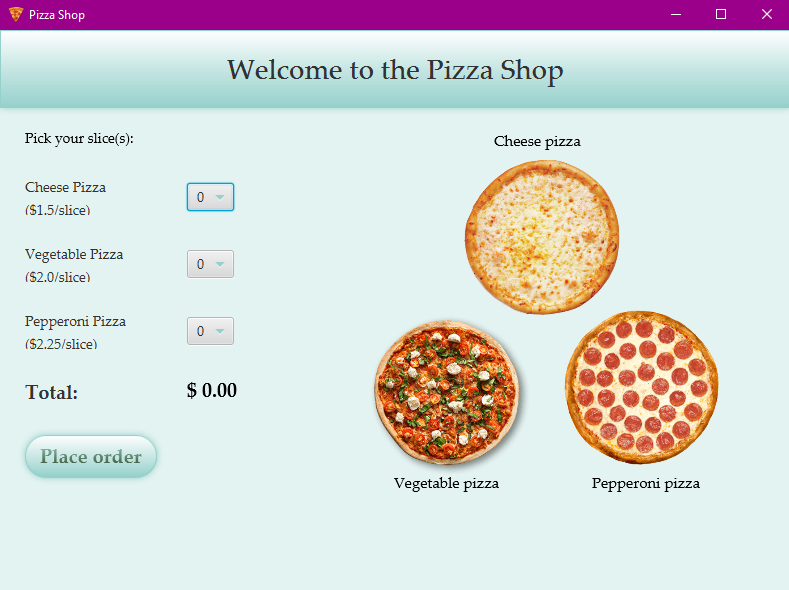 Pizza Shop
Welcome to the Pizza Shop
Pick your slice(s):
Cheese Pizza
($1.5/slice)
0
Vegetable Pizza
($2.0/slice)
0
Pepperoni Pizza
($2.25/slice)
0
Total:
$ 0.00
Place order
Cheese pizza
Vegetable pizza
Pepperoni pizza